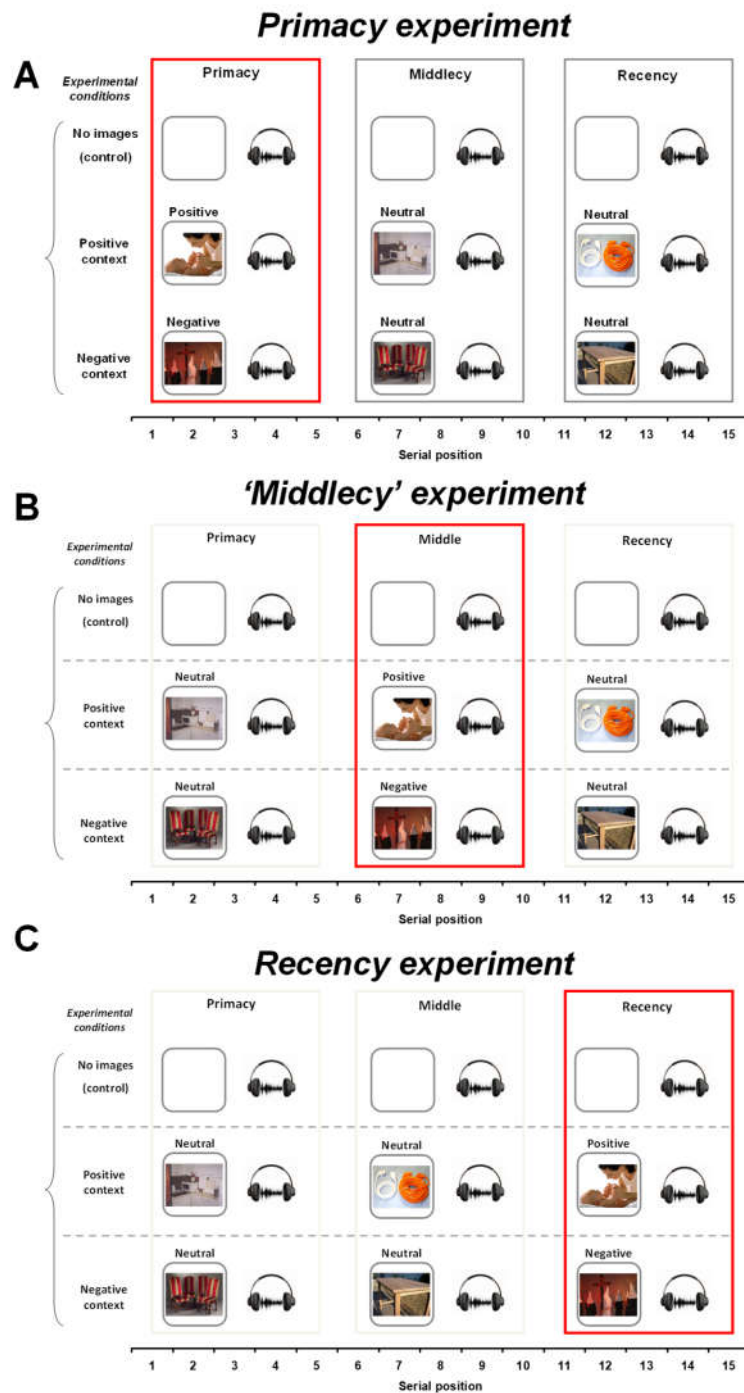 Primacy experiment
A
Experimental conditions
Primacy
Middlecy
Recency
No images (control)
Positive context
Positive
Neutral
Neutral
Negative context
Negative
Neutral
Neutral
1 2 3 4 5 6 7 8 9 10 11 12 13 14 15
Serial position
'Middlecy' experiment
B
Experimental conditions
Primacy
Middle
Recency
No images (control)
Positive context
Neutral
Positive
Neutral
Negative context
Neutral
Negative
Neutral
1 2 3 4 5 6 7 8 9 10 11 12 13 14 15
Serial position
C
Recency experiment
Experimental conditions
Primacy
Middle
Recency
No images (control)
Positive context
Neutral
Neutral
Positive
Negative context
Neutral
Neutral
Negative
1 2 3 4 5 6 7 8 9 10 11 12 13 14 15
Serial position